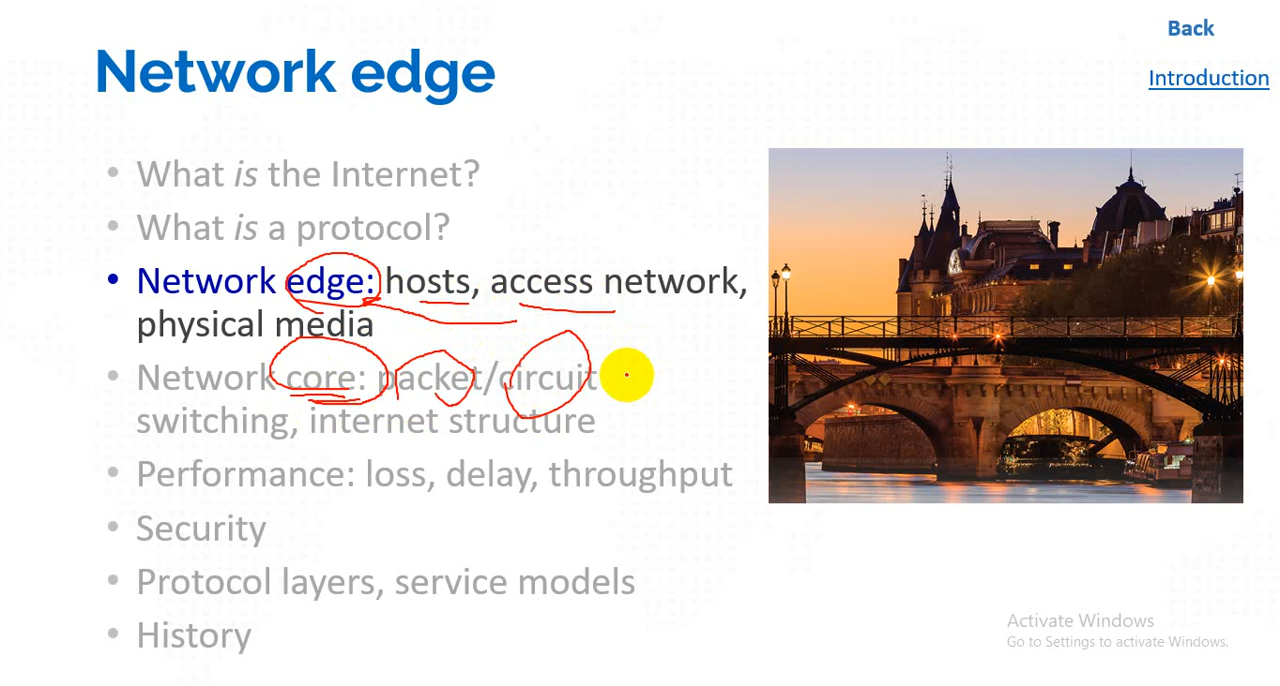 Back
Network edge
Introduction
• What is the Internet?
• What is a protocol?
• Network edge: hosts, access network,
physical media
• Network core: packet/circuit
switching, internet structure
• Performance: loss, delay, throughput
• Security
• Protocol layers, service models
• History
Activate Windows
Go to Settings to activate Windows.